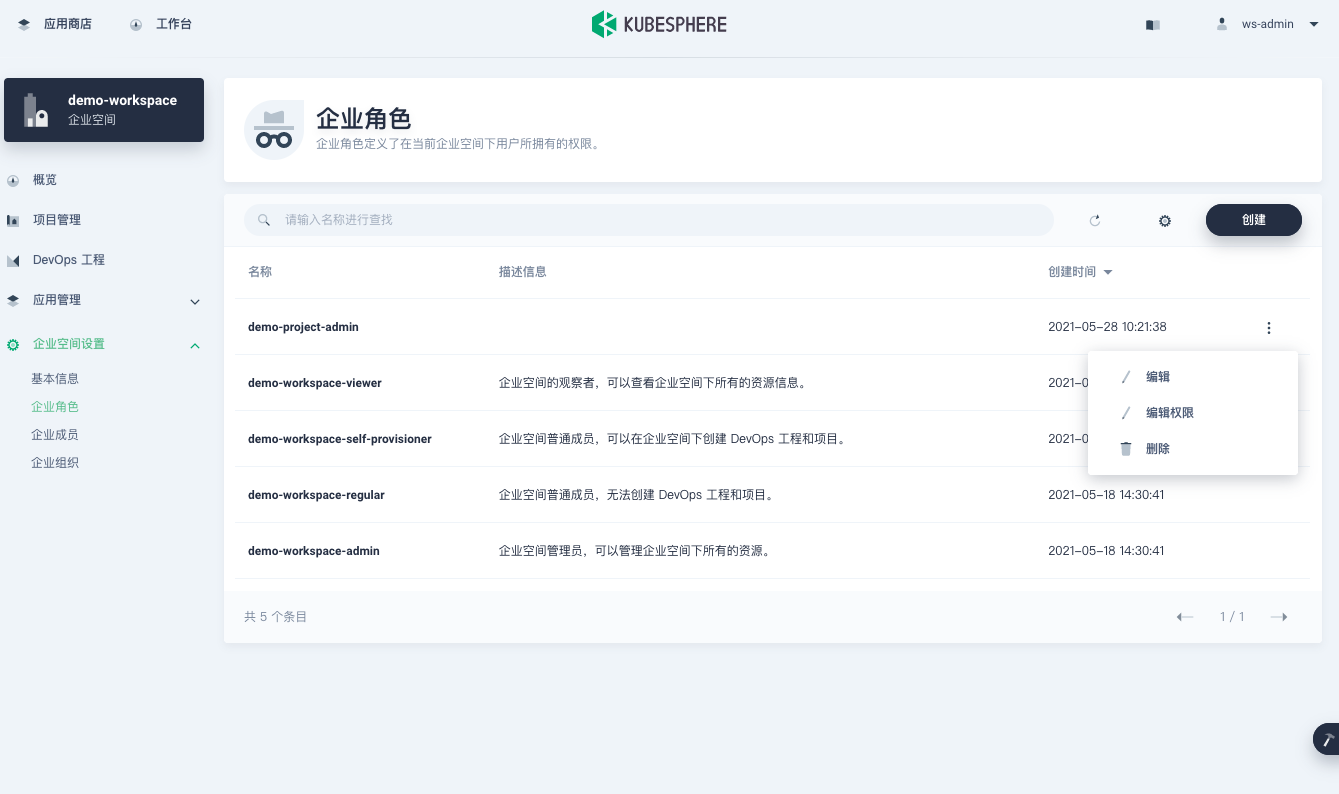 应用商店
工作台
KUBESPHERE
ws-admin
demo-workspace
企业空间
概览
项目管理
DevOps 工程
应用管理
企业空间设置
基本信息
企业角色
企业成员
企业组织
企业角色
企业角色定义了在当前企业空间下用户所拥有的权限。
请输入名称进行查找
创建
名称 描述信息 创建时间
demo-project-admin 2021-05-28 10:21:38
demo-workspace-viewer 企业空间的观察者，可以查看企业空间下所有的资源信息。 2021-0
demo-workspace-self-provisioner 企业空间普通成员，可以在企业空间下创建 DevOps 工程和项目。 2021-0
demo-workspace-regular 企业空间普通成员，无法创建 DevOps 工程和项目。 2021-05-18 14:30:41
demo-workspace-admin 企业空间管理员，可以管理企业空间下所有的资源。 2021-05-18 14:30:41
编辑
编辑权限
删除
共 5 个条目
1 / 1